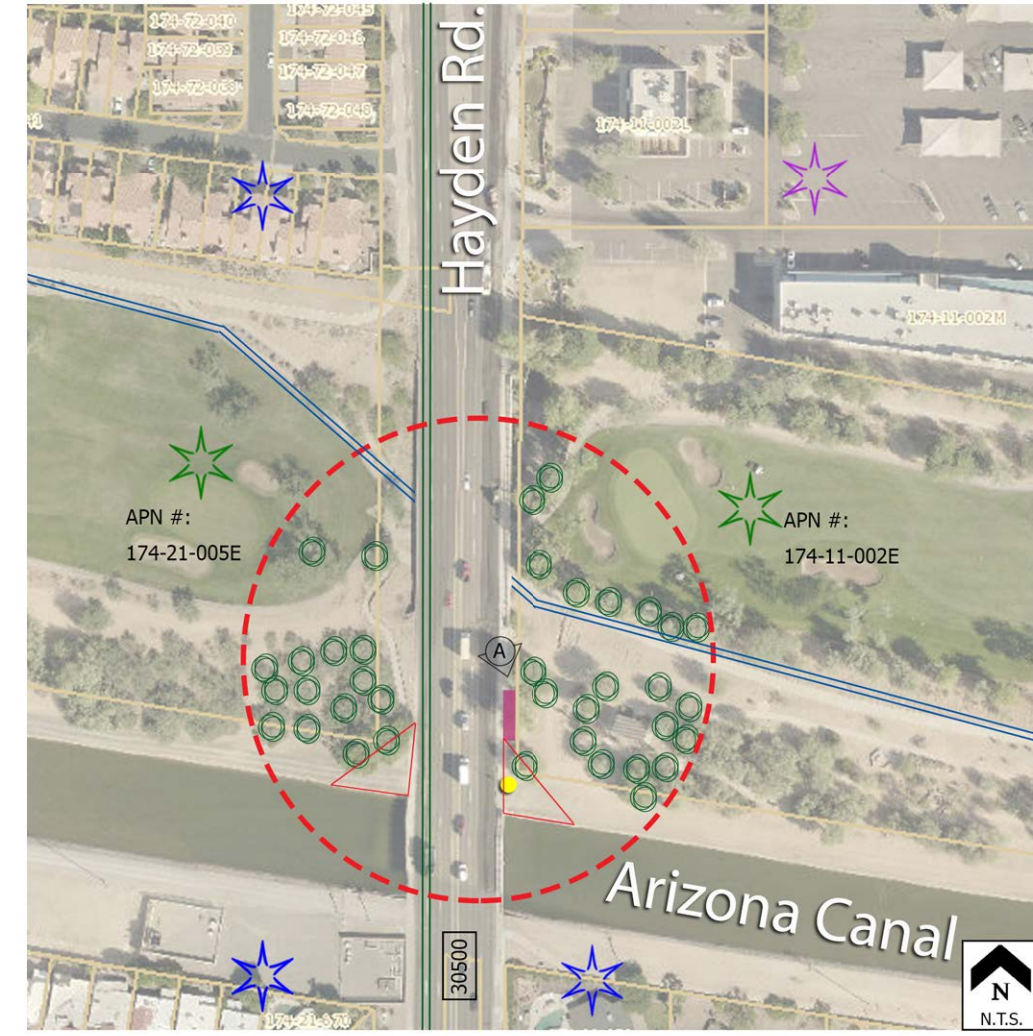 174-72-045
174-72-040
174-72-046
174-72-039
174-72-047
174-72-038
174-72-048
41
174-11-002L
Hayden Rd.
174-11-002M
APN #:
174-21-005E
APN #:
174-11-002E
A
Arizona Canal
30500
N
N.T.S.
174-21-670